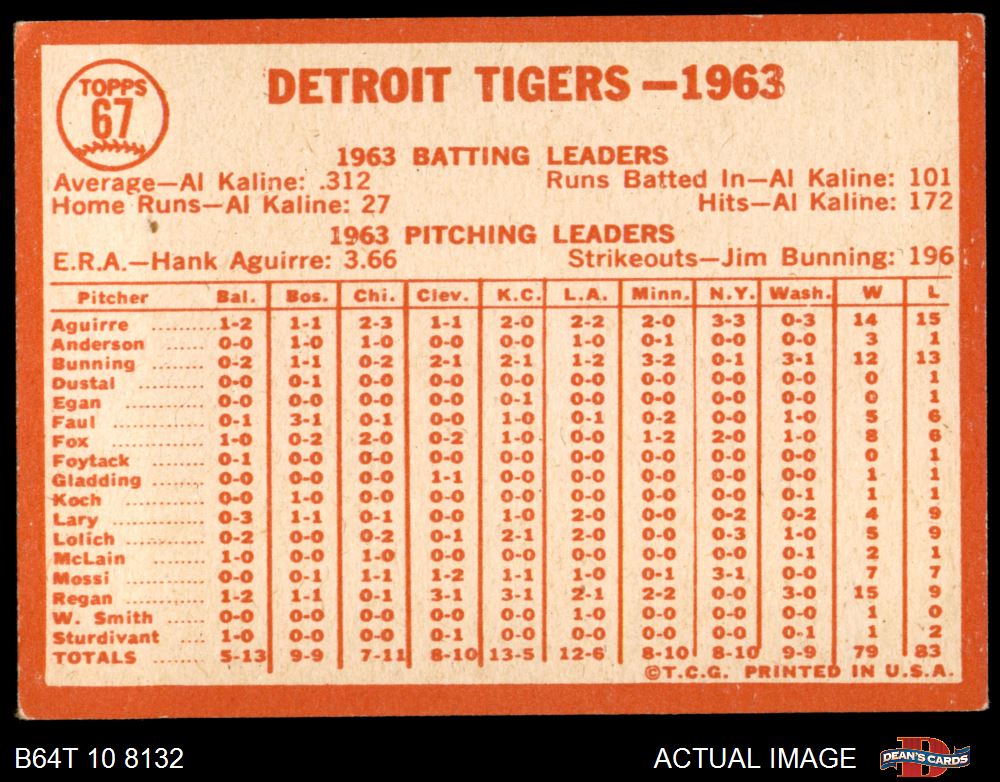 TOPPS
67
DETROIT TIGERS—1963
1963 BATTING LEADERS
Average—Al Kaline: .312 Runs Batted In—Al Kaline: 101
Home Runs—Al Kaline: 27 Hits—Al Kaline: 172
1963 PITCHING LEADERS
E.R.A.—Hank Aguirre: 3.66 Strikeouts—Jim Bunning: 196
Pitcher Bal. Bos. Chi. Clev. K.C. L.A. Minn. N.Y. Wash. W L
Aguirre ......... 1-2 1-1 2-3 1-1 2-0 2-2 2-0 3-3 0-3 14 15
Anderson ...... 0-0 1-0 1-0 0-0 0-0 1-0 0-1 0-0 0-0 3 1
Bunning ........ 0-2 1-1 0-2 2-1 2-1 1-2 3-2 0-1 3-1 12 13
Dustal .......... 0-0 0-1 0-0 0-0 0-0 0-0 0-0 0-0 0-0 0 1
Egan ............ 0-0 0-0 0-0 0-0 0-1 0-0 0-0 0-0 0-0 0 1
Faul .............. 0-1 3-1 0-1 0-0 1-0 0-1 0-2 0-0 1-0 5 6
Fox .............. 1-0 0-2 2-0 0-2 1-0 0-0 1-2 2-0 1-0 8 6
Foytack ........ 0-1 0-0 0-0 0-0 0-0 0-0 0-0 0-0 0-0 0 1
Gladding ....... 0-0 0-0 0-0 1-1 0-0 0-0 0-0 0-0 0-0 1 1
Koch ............ 0-0 1-0 0-0 0-0 0-0 0-0 0-0 0-0 0-1 1 1
Lary ............. 0-3 1-1 0-1 0-0 1-0 2-0 0-0 0-2 0-2 4 9
Lolich ........... 0-2 0-0 0-2 0-1 2-1 2-0 0-0 0-3 1-0 5 9
McLain ......... 1-0 0-0 1-0 0-0 0-0 0-0 0-0 0-0 0-1 2 1
Mossi ........... 0-0 0-1 1-1 1-2 1-1 1-0 0-1 3-1 0-0 7 7
Regan .......... 1-2 1-1 0-1 3-1 3-1 2-1 2-2 0-0 3-0 15 9
W. Smith ...... 0-0 0-0 0-0 0-0 0-0 1-0 0-0 0-0 0-0 1 0
Sturdivant .... 1-0 0-0 0-0 0-1 0-0 0-0 0-0 0-0 0-1 1 2
TOTALS ........ 5-13 9-9 7-11 8-10 13-5 12-6 8-10 8-10 9-9 79 83
©T.C.G. PRINTED IN U.S.A.
B64T 10 8132 ACTUAL IMAGE DEAN'S CARDS